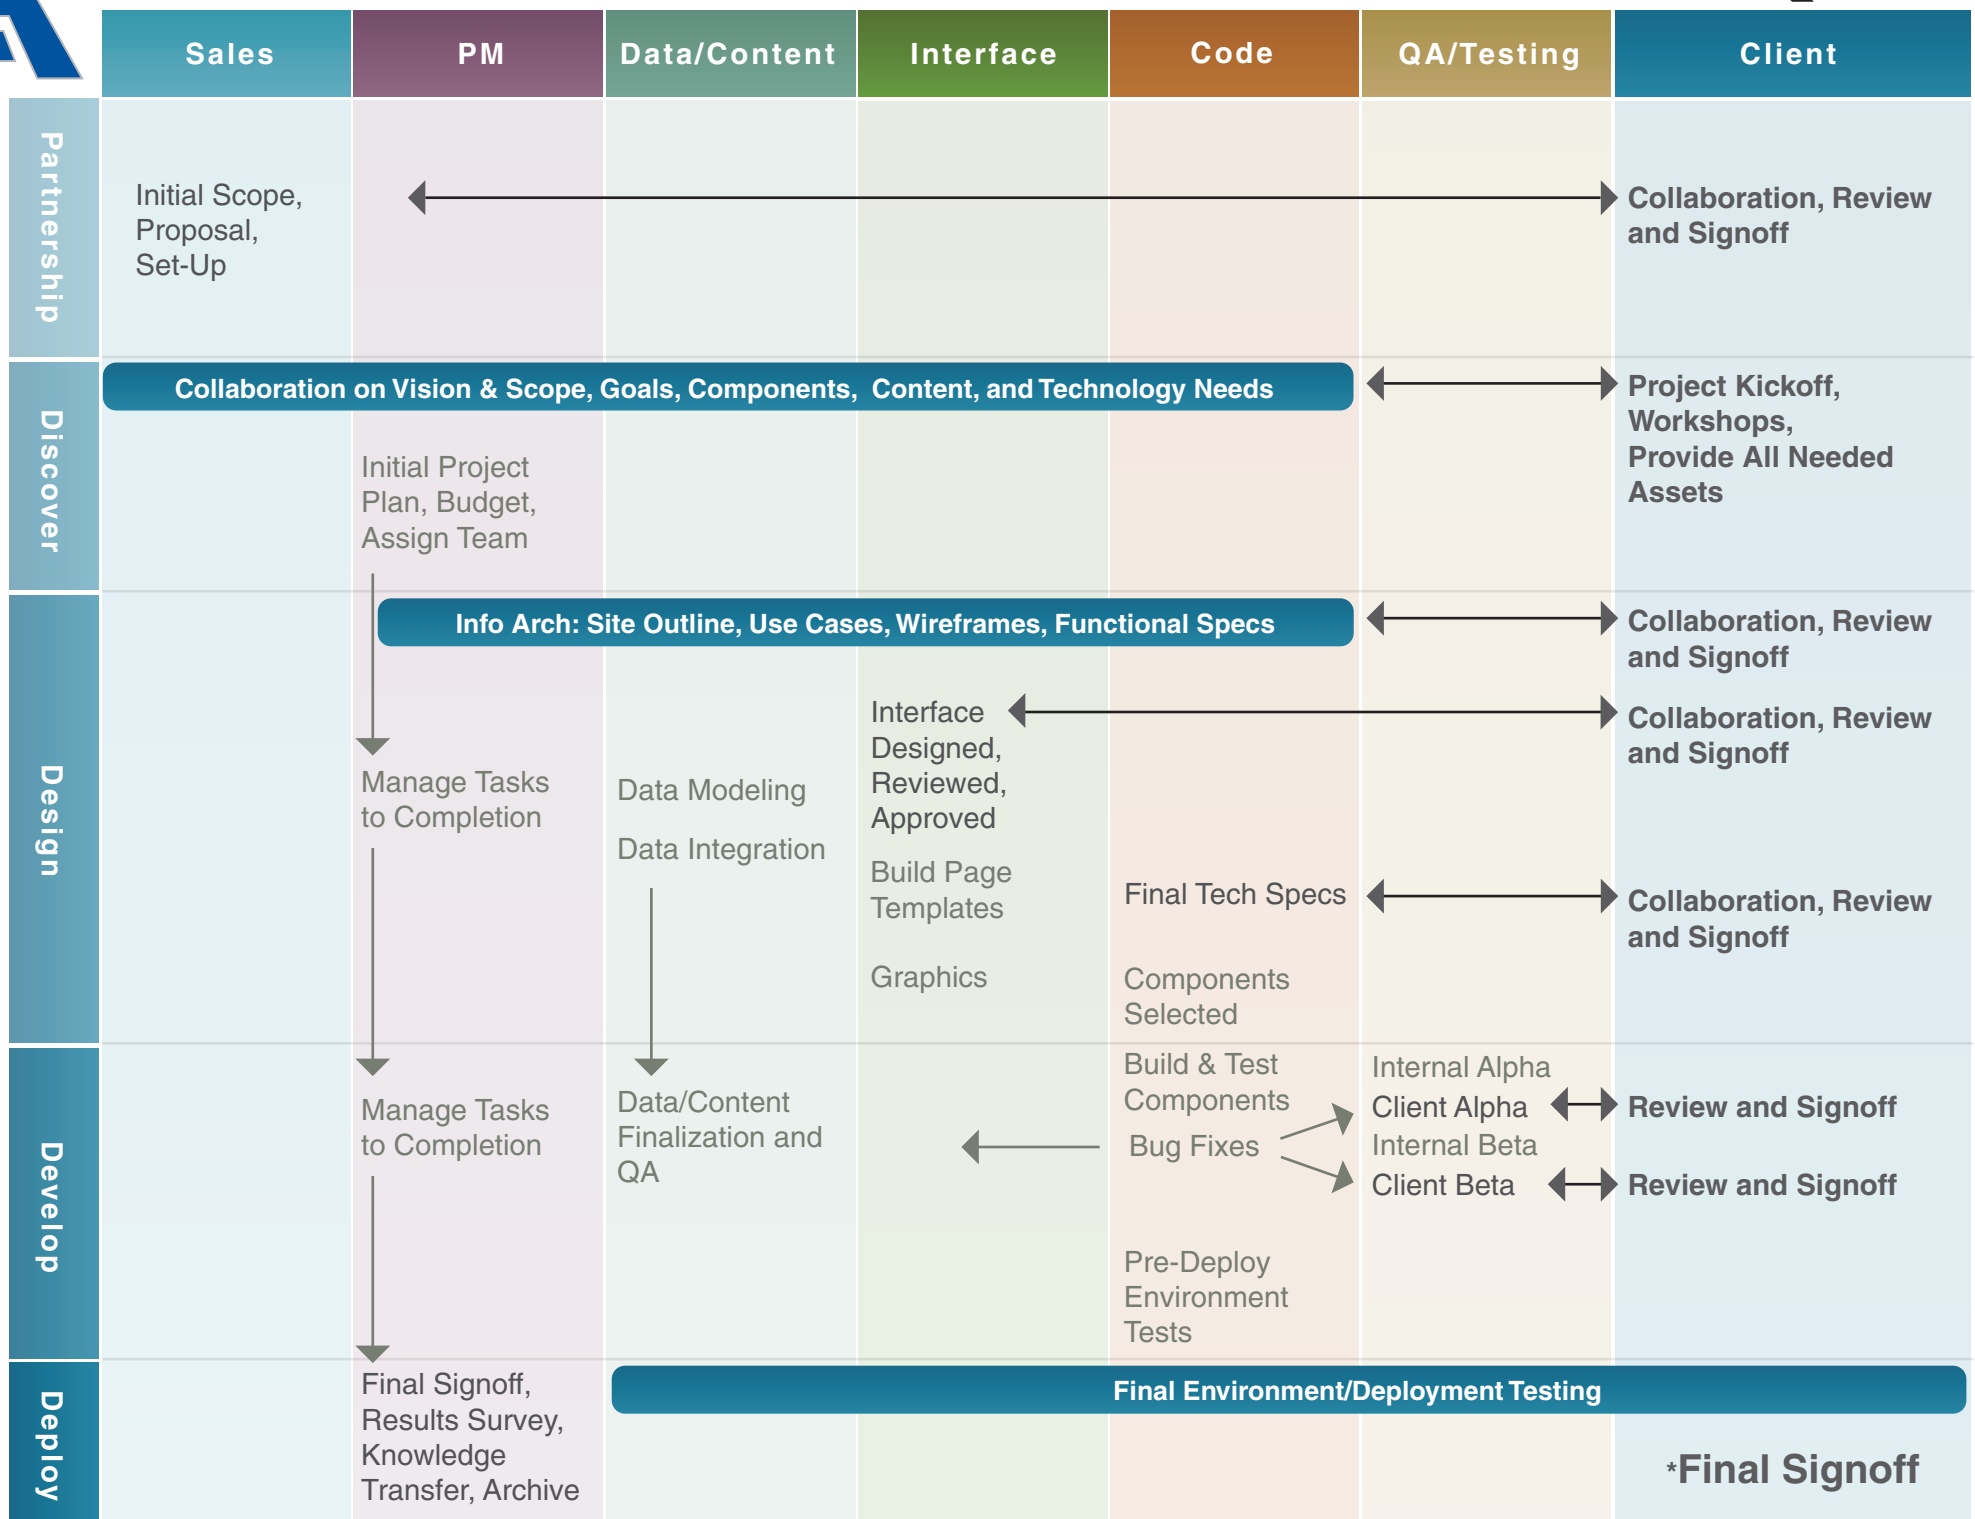 Sales
PM
Data/Content
Interface
Code
QA/Testing
Client
Partnership
Initial Scope,
Proposal,
Set-Up
Collaboration, Review
and Signoff
Discover
Collaboration on Vision & Scope, Goals, Components, Content, and Technology Needs
Project Kickoff,
Workshops,
Provide All Needed
Assets
Initial Project
Plan, Budget,
Assign Team
Design
Info Arch: Site Outline, Use Cases, Wireframes, Functional Specs
Collaboration, Review
and Signoff
Manage Tasks
to Completion
Data Modeling
Data Integration
Interface
Designed,
Reviewed,
Approved
Collaboration, Review
and Signoff
Build Page
Templates
Graphics
Final Tech Specs
Collaboration, Review
and Signoff
Components
Selected
Develop
Manage Tasks
to Completion
Data/Content
Finalization and
QA
Build & Test
Components
Bug Fixes
Pre-Deploy
Environment
Tests
Internal Alpha
Client Alpha
Internal Beta
Client Beta
Review and Signoff
Review and Signoff
Deploy
Final Signoff,
Results Survey,
Knowledge
Transfer, Archive
Final Environment/Deployment Testing
*Final Signoff